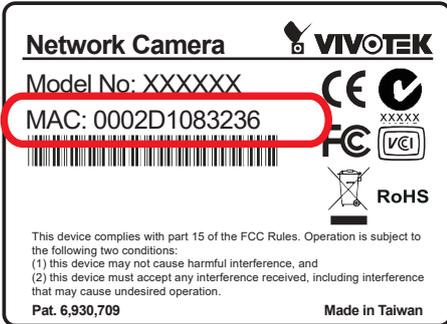 Network Camera
VIVOTEK
Model No: XXXXXX
MAC: 0002D1083236
CE
XXXXX
FC
VCI
RoHS
This device complies with part 15 of the FCC Rules. Operation is subject to
the following two conditions:
(1) this device may not cause harmful interference, and
(2) this device must accept any interference received, including interference
that may cause undesired operation.
Pat. 6,930,709
Made in Taiwan